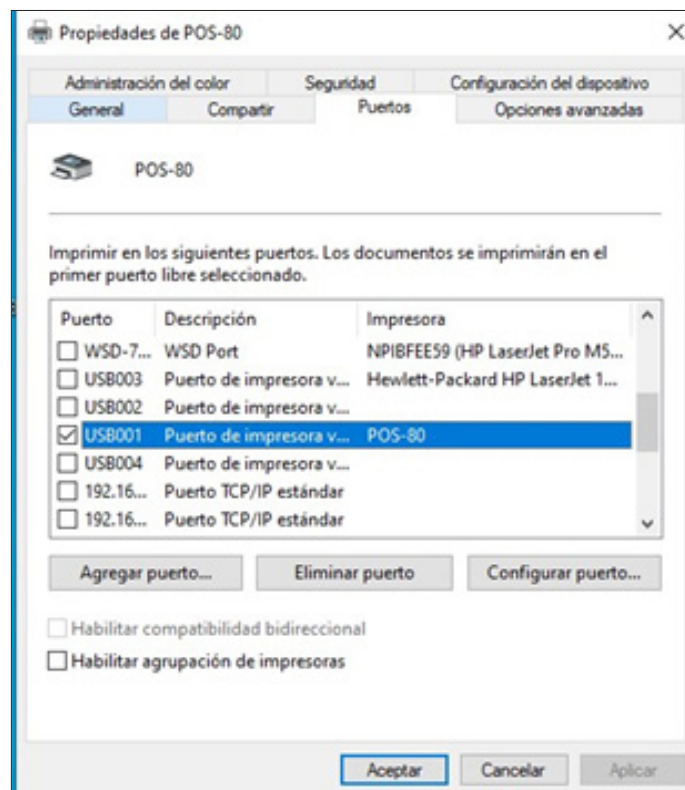 Propiedades de POS-80
Administración del color Seguridad Configuración del dispositivo
General Compartir Puertos Opciones avanzadas
POS-80
Imprimir en los siguientes puertos. Los documentos se imprimirán en el
primer puerto libre seleccionado.
Puerto Descripción Impresora
WSD-7... WSD Port NPIBFEE59 (HP LaserJet Pro M5...
USB003 Puerto de impresora v... Hewlett-Packard HP LaserJet 1...
USB002 Puerto de impresora v...
USB001 Puerto de impresora v... POS-80
USB004 Puerto de impresora v...
192.16... Puerto TCP/IP estándar
192.16... Puerto TCP/IP estándar
Agregar puerto... Eliminar puerto Configurar puerto...
Habilitar compatibilidad bidireccional
Habilitar agrupación de impresoras
Aceptar Cancelar Aplicar